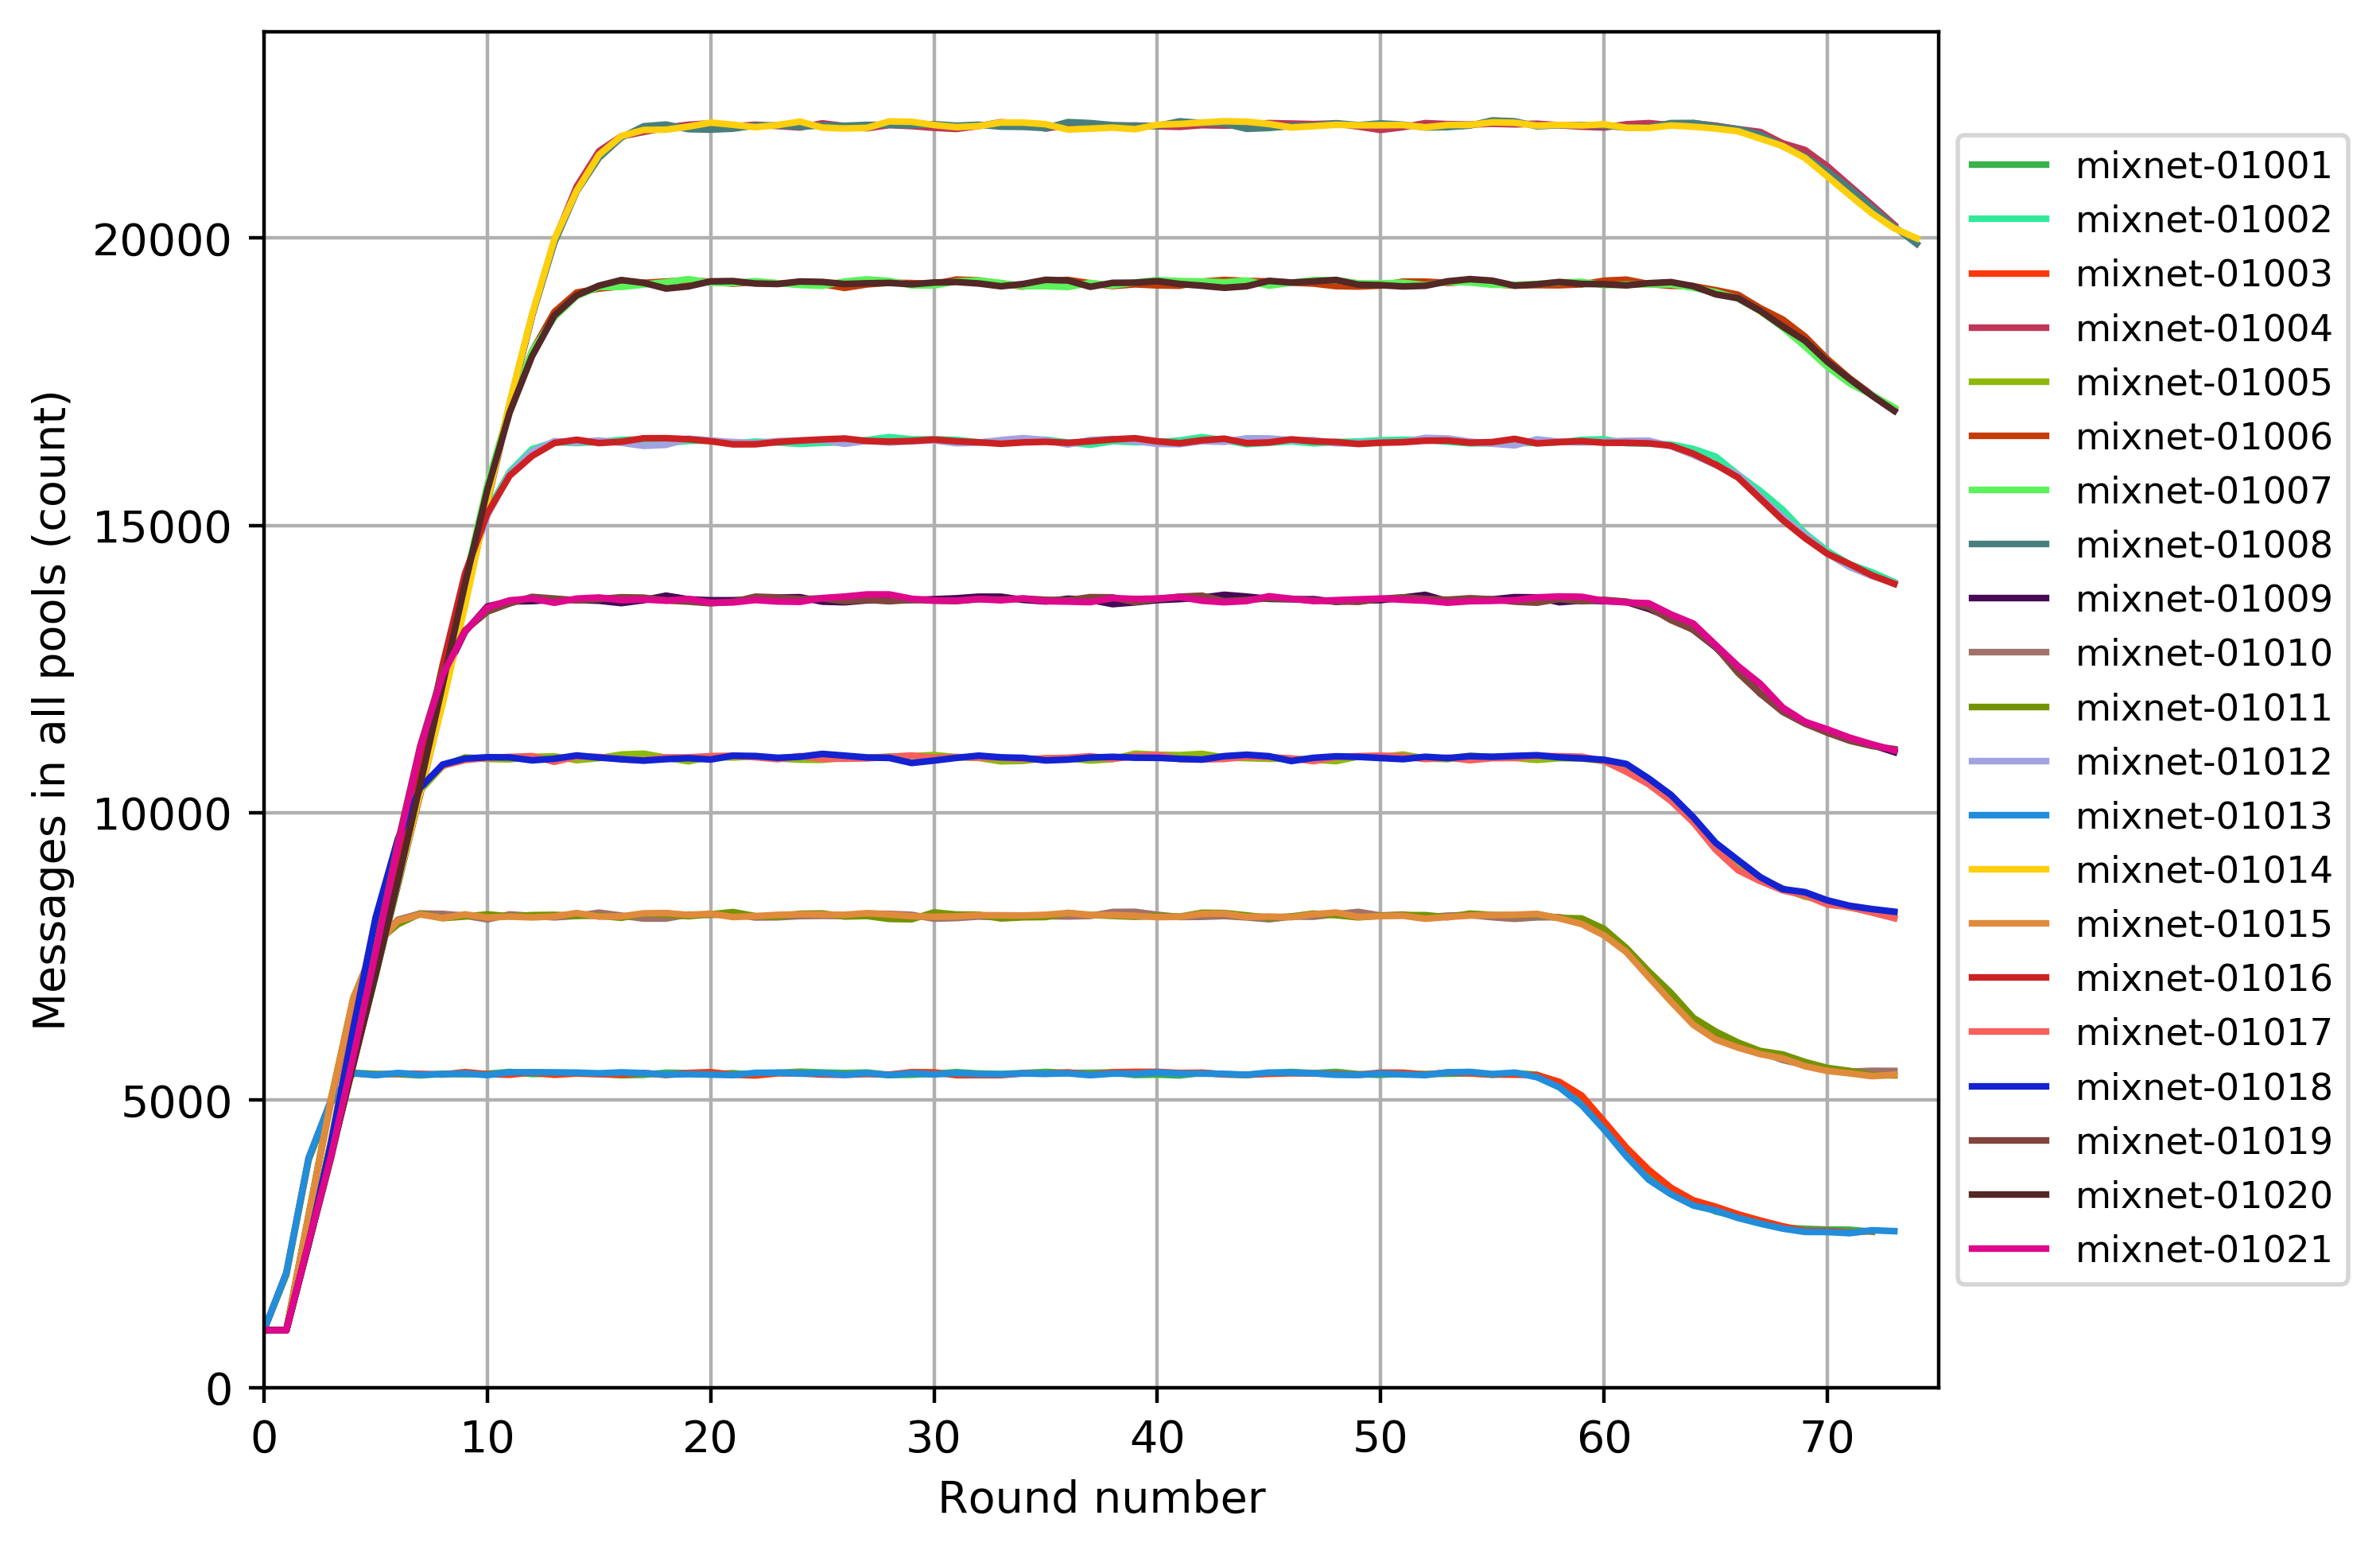 Messages in all pools (count)
20000
15000
10000
5000
0
0 10 20 30 40 50 60 70
Round number
mixnet-01001
mixnet-01002
mixnet-01003
mixnet-01004
mixnet-01005
mixnet-01006
mixnet-01007
mixnet-01008
mixnet-01009
mixnet-01010
mixnet-01011
mixnet-01012
mixnet-01013
mixnet-01014
mixnet-01015
mixnet-01016
mixnet-01017
mixnet-01018
mixnet-01019
mixnet-01020
mixnet-01021